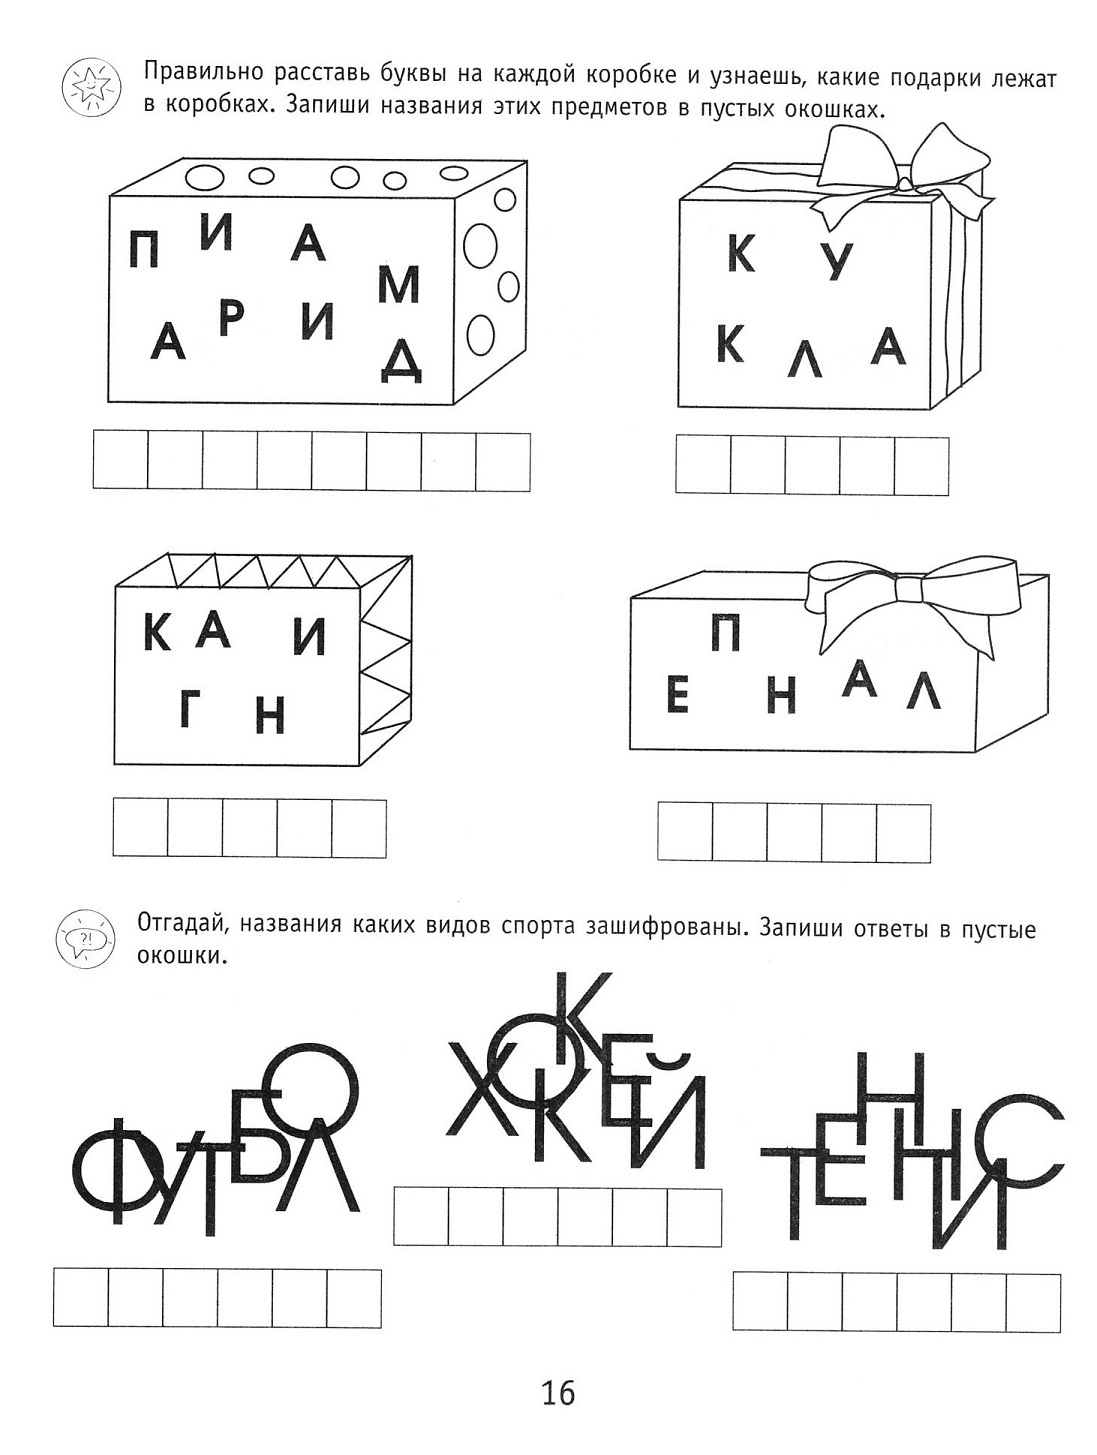 Правильно расставь буквы на каждой коробке и узнаешь, какие подарки лежат
в коробках. Запиши названия этих предметов в пустых окошках.
П И А М
А Р И Д
К У
К Л А
К А И
Г Н
П
Е Н А Л
?!
Отгадай, названия каких видов спорта зашифрованы. Запиши ответы в пустые
окошки.
ФУТБОЛ
ХОККЕЙ
ТЕННИС
16